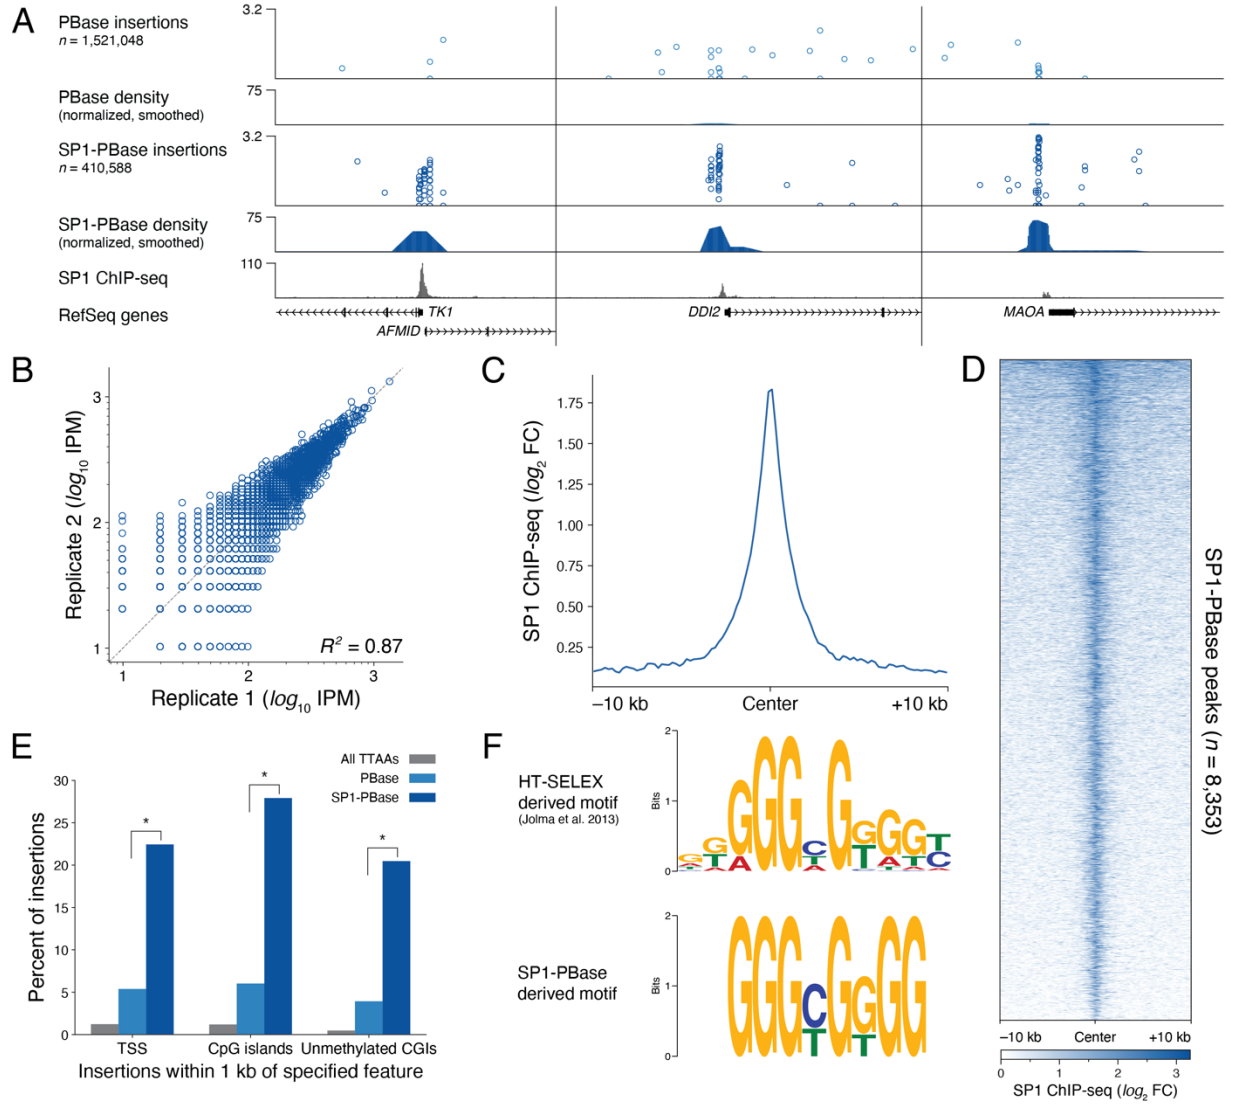 A
PBase insertions
n = 1,521,048
3.2
PBase density
(normalized, smoothed)
75
SP1-PBase insertions
n = 410,588
3.2
SP1-PBase density
(normalized, smoothed)
75
SP1 ChIP-seq
110
RefSeq genes
TK1
AFMID
DDI2
MAOA
B
Replicate 2 (log10 IPM)
3
2
1
R2 = 0.87
1
2
3
Replicate 1 (log10 IPM)
C
SP1 ChIP-seq (log2 FC)
1.75
1.50
1.25
1.00
0.75
0.50
0.25
−10 kb
Center
+10 kb
D
SP1-PBase peaks (n = 8,353)
−10 kb
Center
+10 kb
0
1
2
3
SP1 ChIP-seq (log2 FC)
E
All TTAAs
PBase
SP1-PBase
Percent of insertions
30
25
20
15
10
5
0
*
*
*
TSS
CpG islands
Unmethylated CGIs
Insertions within 1 kb of specified feature
F
HT-SELEX
derived motif
(Jolma et al. 2013)
Bits
2
1
0
SP1-PBase
derived motif
Bits
2
1
0
GGGCGGGG